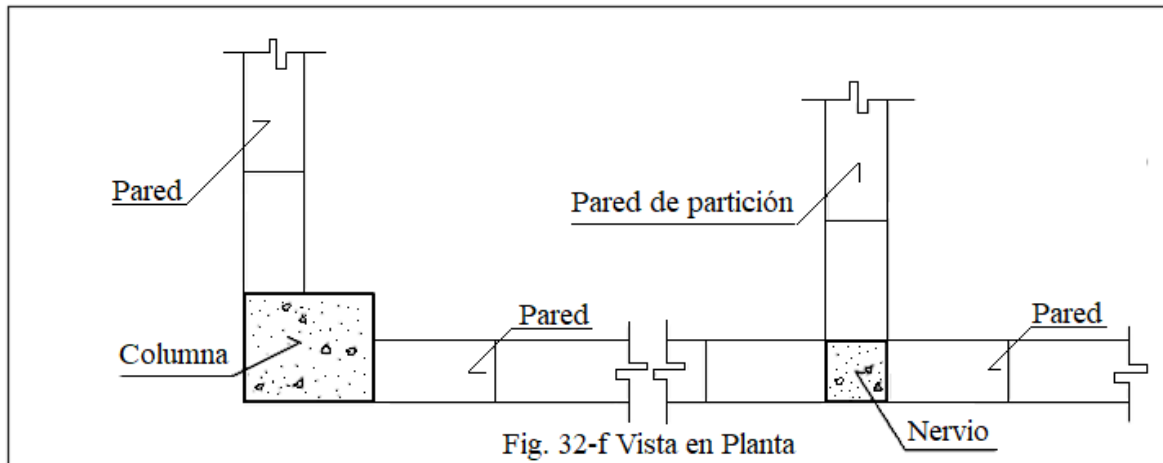 Pared
Pared de partición
Pared
Pared
Columna
Nervio
Fig. 32-f Vista en Planta